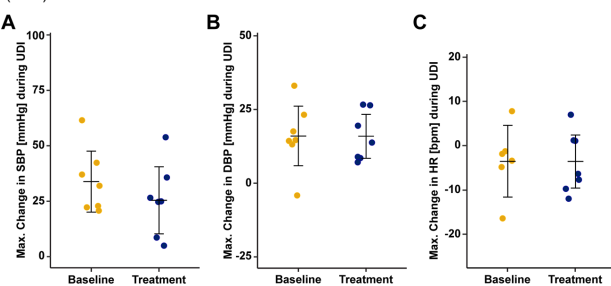 A
Max. Change in SBP [mmHg] during UDI
100
75
50
25
0
Baseline
Treatment
B
Max. Change in DBP [mmHg] during UDI
50
25
0
-25
Baseline
Treatment
C
Max. Change in HR [bpm] during UDI
20
10
0
-10
-20
Baseline
Treatment